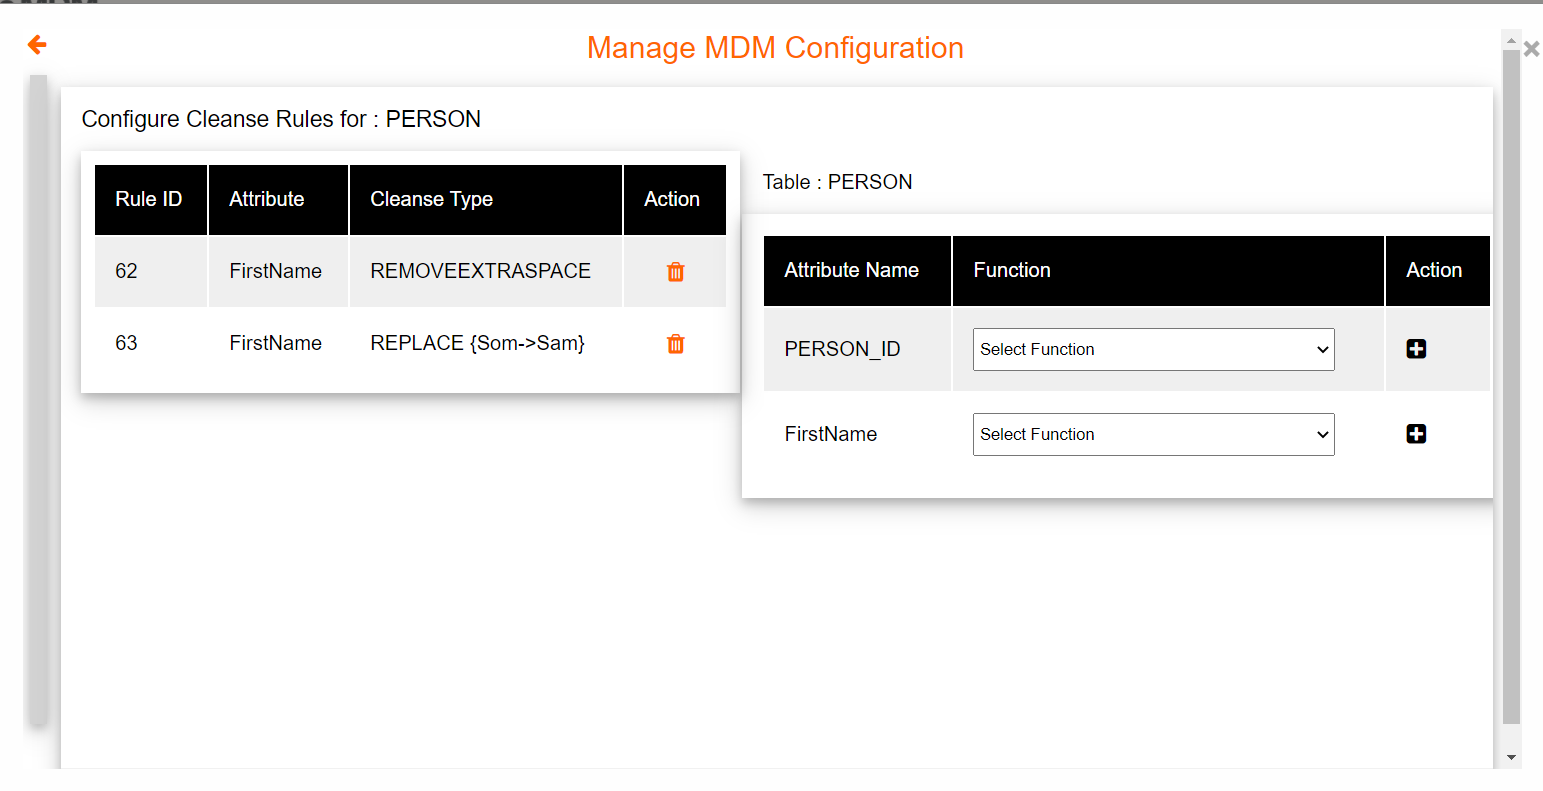 Manage MDM Configuration
Configure Cleanse Rules for : PERSON
Rule ID Attribute Cleanse Type Action
62 FirstName REMOVEEXTRASPACE
63 FirstName REPLACE {Som->Sam}
Table : PERSON
Attribute Name Function Action
PERSON_ID Select Function
FirstName Select Function